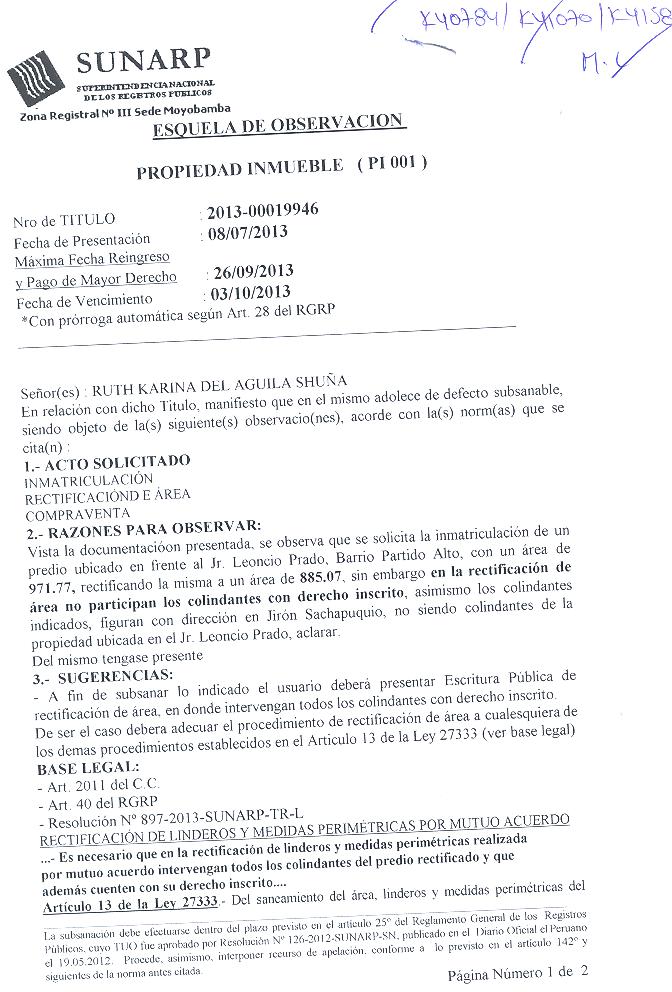 K40784/ K41070/K4158
M.
SUNARP
SUPERINTENDENCIA NACIONAL
DE LOS REGISTROS PUBLICOS
Zona Registral Nº III Sede Moyobamba
ESQUELA DE OBSERVACION
PROPIEDAD INMUEBLE ( PI 001 )
Nro de TITULO : 2013-00019946
Fecha de Presentación : 08/07/2013
Máxima Fecha Reingreso
y Pago de Mayor Derecho : 26/09/2013
Fecha de Vencimiento : 03/10/2013
*Con prórroga automática según Art. 28 del RGRP
Señor(es) : RUTH KARINA DEL AGUILA SHUÑA
En relación con dicho Titulo, manifiesto que en el mismo adolece de defecto subsanable,
siendo objeto de la(s) siguiente(s) observacio(nes), acorde con la(s) norm(as) que se
cita(n) :
1.- ACTO SOLICITADO
INMATRICULACIÓN
RECTIFICACIÓND E ÁREA
COMPRAVENTA
2.- RAZONES PARA OBSERVAR:
Vista la documentacióon presentada, se observa que se solicita la inmatriculación de un
predio ubicado en frente al Jr. Leoncio Prado, Barrio Partido Alto, con un área de
971.77, rectificando la misma a un área de 885.07, sin embargo en la rectificación de
área no participan los colindantes con derecho inscrito, asimismo los colindantes
indicados, figuran con dirección en Jirón Sachapuquio, no siendo colindantes de la
propiedad ubicada en el Jr. Leoncio Prado, aclarar.
Del mismo tengase presente
3.- SUGERENCIAS:
- A fin de subsanar lo indicado el usuario deberá presentar Escritura Pública de
rectificación de área, en donde intervengan todos los colindantes con derecho inscrito.
De ser el caso debera adecuar el procedimiento de rectificación de área a cualesquiera de
los demas procedimientos establecidos en el Articulo 13 de la Ley 27333 (ver base legal)
BASE LEGAL:
- Art. 2011 del C.C.
- Art. 40 del RGRP
- Resolución Nº 897-2013-SUNARP-TR-L
RECTIFICACIÓN DE LINDEROS Y MEDIDAS PERIMÉTRICAS POR MUTUO ACUERDO
...- Es necesario que en la rectificación de linderos y medidas perimétricas realizada
por mutuo acuerdo intervengan todos los colindantes del predio rectificado y que
además cuenten con su derecho inscrito....
Artículo 13 de la Ley 27333.- Del saneamiento del área, linderos y medidas perimétricas del
La subsanación debe efectuarse dentro del plazo previsto en el artículo 25º del Reglamento General de los Registros
Públicos, cuyo TUO fue aprobado por Resolución Nº 126-2012-SUNARP-SN, publicado en el Diario Oficial el Peruano
el 19.05.2012. Procede, asimismo, interponer recurso de apelación, conforme a lo previsto en el artículo 142º y
siguientes de la norma antes citada.
Página Número 1 de 2